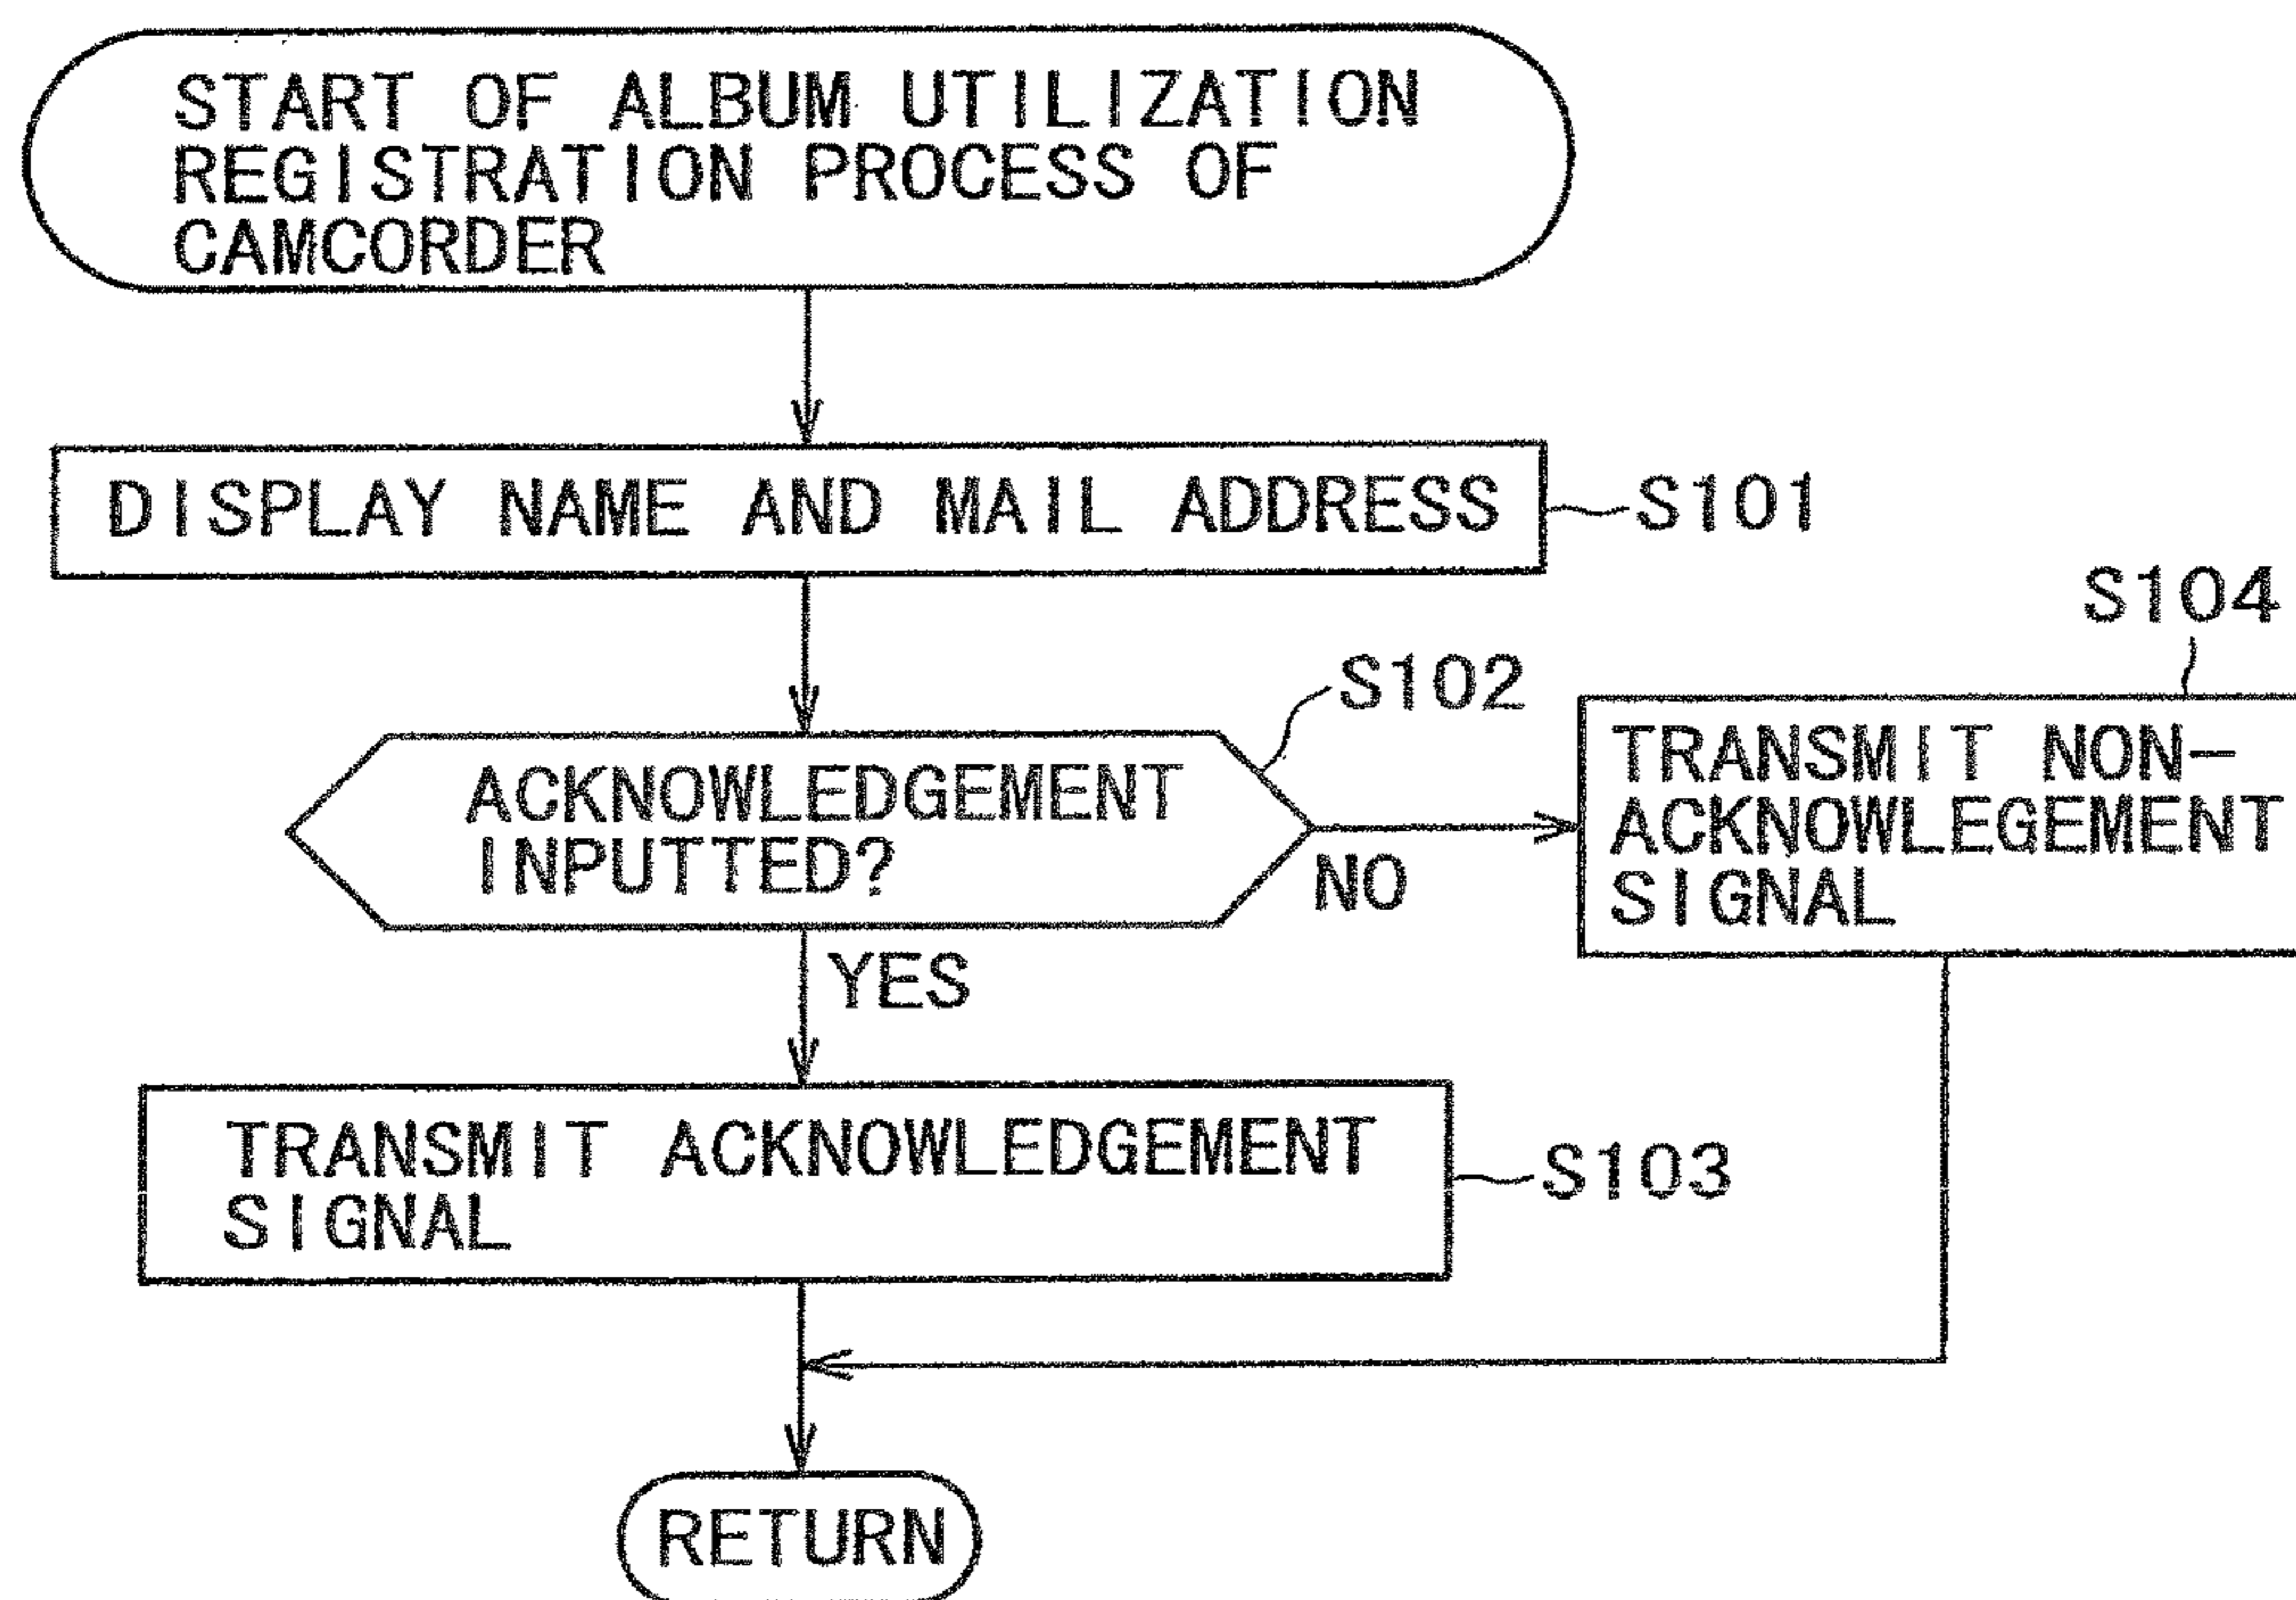 START OF ALBUM UTILIZATION
REGISTRATION PROCESS OF
CAMCORDER
DISPLAY NAME AND MAIL ADDRESS
S101
S104
S102
ACKNOWLEDGEMENT
INPUTTED?
NO
TRANSMIT NON-
ACKNOWLEGEMENT
SIGNAL
YES
TRANSMIT ACKNOWLEDGEMENT
SIGNAL
S103
RETURN